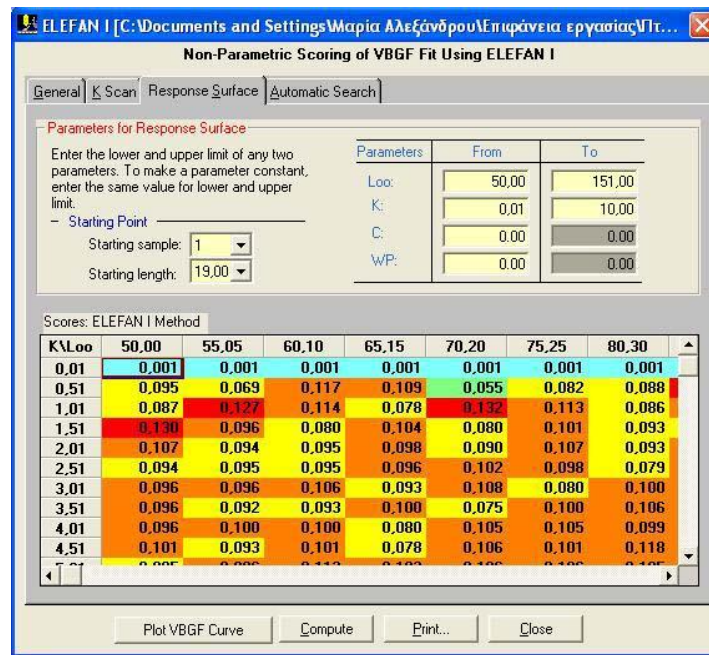 ELEFAN I [C:\Documents and Settings\Μαρία Αλεξάνδρου\Επιφάνεια εργασίας\Πτ...
Non-Parametric Scoring of VBGF Fit Using ELEFAN I
General K Scan Response Surface Automatic Search
Parameters for Response Surface
Enter the lower and upper limit of any two
parameters. To make a parameter constant,
enter the same value for lower and upper
limit.
Starting Point
Starting sample: 1
Starting length: 19,00
Parameters From To
Loo: 50,00 151,00
K: 0,01 10,00
C: 0.00 0.00
WP: 0.00 0.00
Scores: ELEFAN I Method
K\Loo 50,00 55,05 60,10 65,15 70,20 75,25 80,30
0,01 0,001 0,001 0,001 0,001 0,001 0,001 0,001
0,51 0,095 0,069 0,117 0,109 0,055 0,082 0,088
1,01 0,087 0,127 0,114 0,078 0,132 0,113 0,086
1,51 0,130 0,096 0,080 0,104 0,080 0,101 0,093
2,01 0,107 0,094 0,095 0,098 0,090 0,107 0,093
2,51 0,094 0,095 0,095 0,096 0,102 0,098 0,079
3,01 0,096 0,096 0,106 0,093 0,108 0,080 0,100
3,51 0,096 0,092 0,093 0,100 0,075 0,100 0,106
4,01 0,096 0,100 0,100 0,080 0,105 0,105 0,099
4,51 0,101 0,093 0,101 0,078 0,106 0,101 0,118
Plot VBGF Curve Compute Print... Close